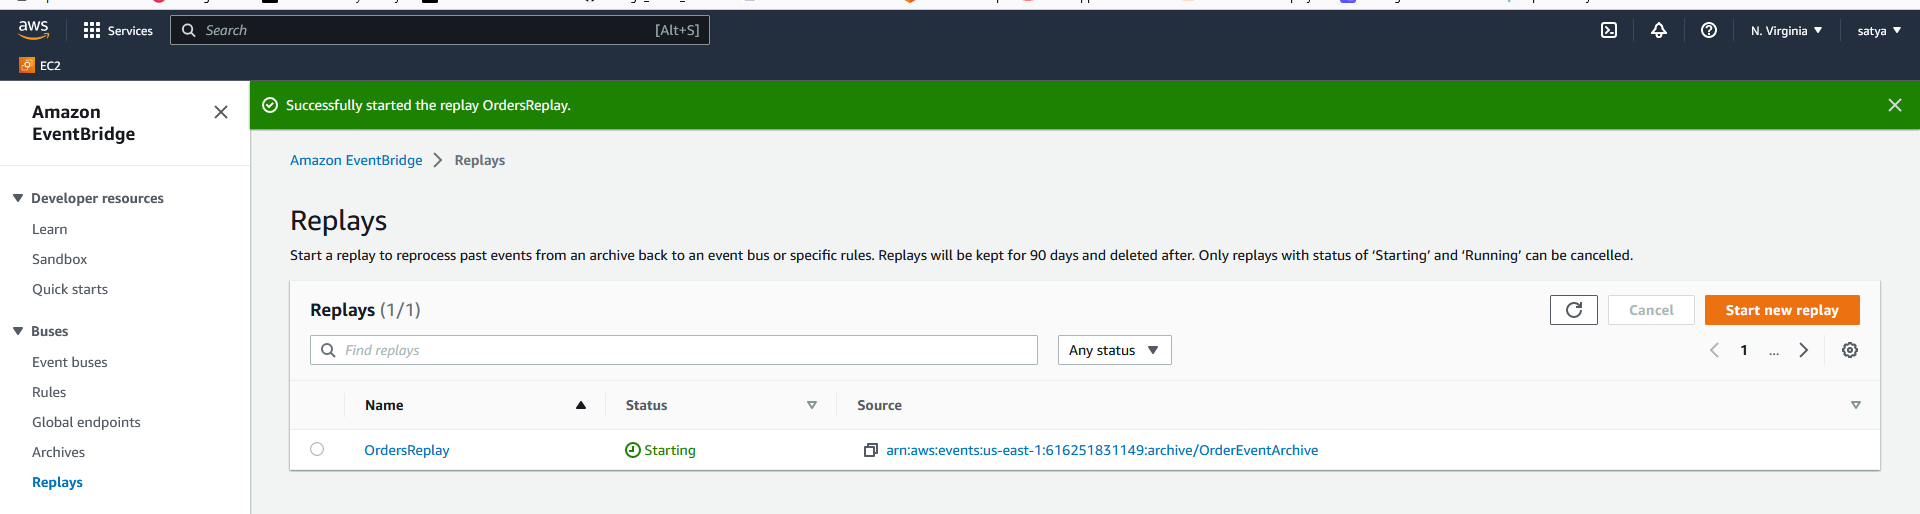 aws
Services
Search [Alt+S]
N. Virginia
satya
EC2
Amazon EventBridge
Developer resources
Learn
Sandbox
Quick starts
Buses
Event buses
Rules
Global endpoints
Archives
Replays
Successfully started the replay OrdersReplay.
Amazon EventBridge > Replays
Replays
Start a replay to reprocess past events from an archive back to an event bus or specific rules. Replays will be kept for 90 days and deleted after. Only replays with status of ‘Starting’ and ‘Running’ can be cancelled.
Replays (1/1)
Cancel
Start new replay
Find replays
Any status
1 ...
Name Status Source
OrdersReplay Starting arn:aws:events:us-east-1:616251831149:archive/OrderEventArchive